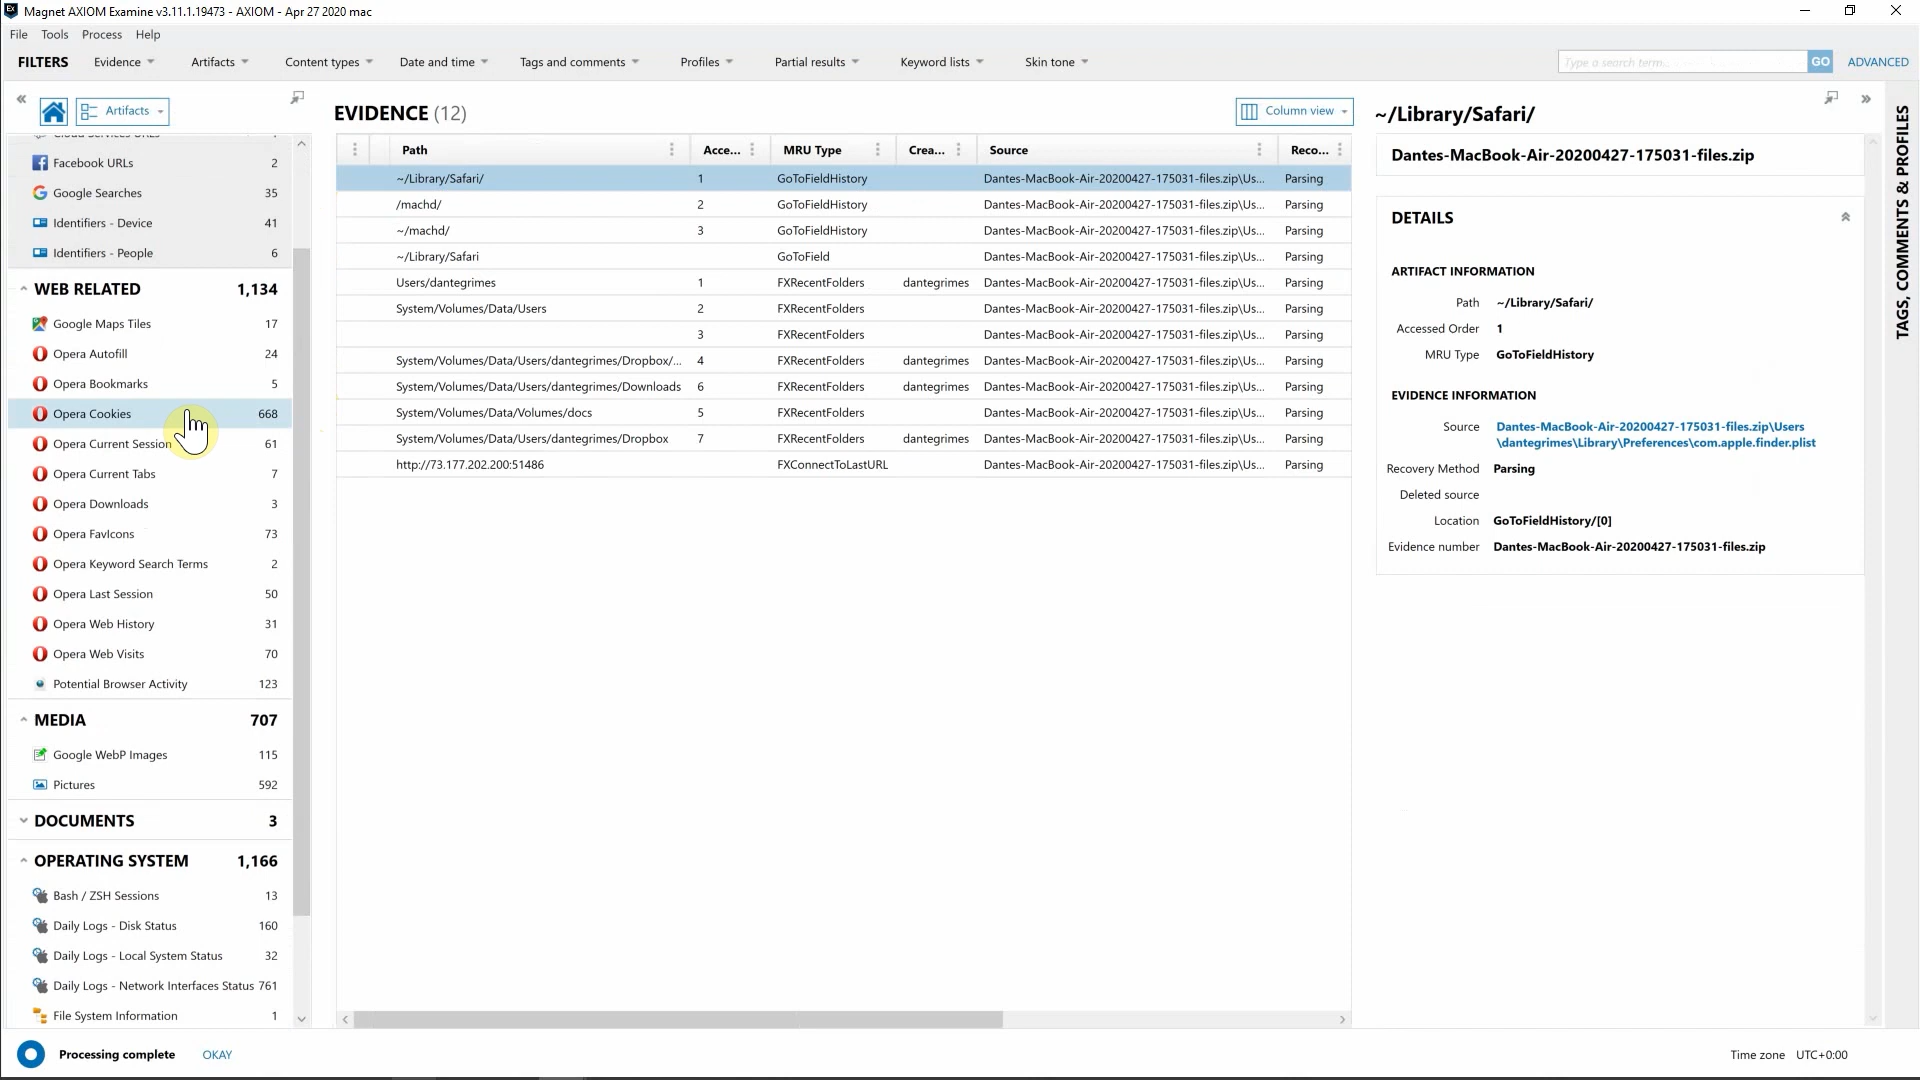 Magnet AXIOM Examine v3.11.1.19473 - AXIOM - Apr 27 2020 mac
File Tools Process Help
FILTERS Evidence Artifacts Content types Date and time Tags and comments Profiles Partial results Keyword lists Skin tone Type a search term... GO ADVANCED
Artifacts
Cloud Services URLs
Facebook URLs 2
Google Searches 35
Identifiers - Device 41
Identifiers - People 6
WEB RELATED 1,134
Google Maps Tiles 17
Opera Autofill 24
Opera Bookmarks 5
Opera Cookies 668
Opera Current Session 61
Opera Current Tabs 7
Opera Downloads 3
Opera FavIcons 73
Opera Keyword Search Terms 2
Opera Last Session 50
Opera Web History 31
Opera Web Visits 70
Potential Browser Activity 123
MEDIA 707
Google WebP Images 115
Pictures 592
DOCUMENTS 3
OPERATING SYSTEM 1,166
Bash / ZSH Sessions 13
Daily Logs - Disk Status 160
Daily Logs - Local System Status 32
Daily Logs - Network Interfaces Status 761
File System Information 1
EVIDENCE (12) Column view
Path Acce... MRU Type Crea... Source Reco...
~/Library/Safari/ 1 GoToFieldHistory Dantes-MacBook-Air-20200427-175031-files.zip\Us... Parsing
/machd/ 2 GoToFieldHistory Dantes-MacBook-Air-20200427-175031-files.zip\Us... Parsing
~/machd/ 3 GoToFieldHistory Dantes-MacBook-Air-20200427-175031-files.zip\Us... Parsing
~/Library/Safari GoToField Dantes-MacBook-Air-20200427-175031-files.zip\Us... Parsing
Users/dantegrimes 1 FXRecentFolders dantegrimes Dantes-MacBook-Air-20200427-175031-files.zip\Us... Parsing
System/Volumes/Data/Users 2 FXRecentFolders Dantes-MacBook-Air-20200427-175031-files.zip\Us... Parsing
3 FXRecentFolders Dantes-MacBook-Air-20200427-175031-files.zip\Us... Parsing
System/Volumes/Data/Users/dantegrimes/Dropbox/... 4 FXRecentFolders dantegrimes Dantes-MacBook-Air-20200427-175031-files.zip\Us... Parsing
System/Volumes/Data/Users/dantegrimes/Downloads 6 FXRecentFolders dantegrimes Dantes-MacBook-Air-20200427-175031-files.zip\Us... Parsing
System/Volumes/Data/Volumes/docs 5 FXRecentFolders Dantes-MacBook-Air-20200427-175031-files.zip\Us... Parsing
System/Volumes/Data/Users/dantegrimes/Dropbox 7 FXRecentFolders dantegrimes Dantes-MacBook-Air-20200427-175031-files.zip\Us... Parsing
http://73.177.202.200:51486 FXConnectToLastURL Dantes-MacBook-Air-20200427-175031-files.zip\Us... Parsing
~/Library/Safari/
Dantes-MacBook-Air-20200427-175031-files.zip
DETAILS
ARTIFACT INFORMATION
Path ~/Library/Safari/
Accessed Order 1
MRU Type GoToFieldHistory
EVIDENCE INFORMATION
Source Dantes-MacBook-Air-20200427-175031-files.zip\Users
\dantegrimes\Library\Preferences\com.apple.finder.plist
Recovery Method Parsing
Deleted source
Location GoToFieldHistory/[0]
Evidence number Dantes-MacBook-Air-20200427-175031-files.zip
TAGS, COMMENTS & PROFILES
Processing complete OKAY
Time zone UTC+0:00